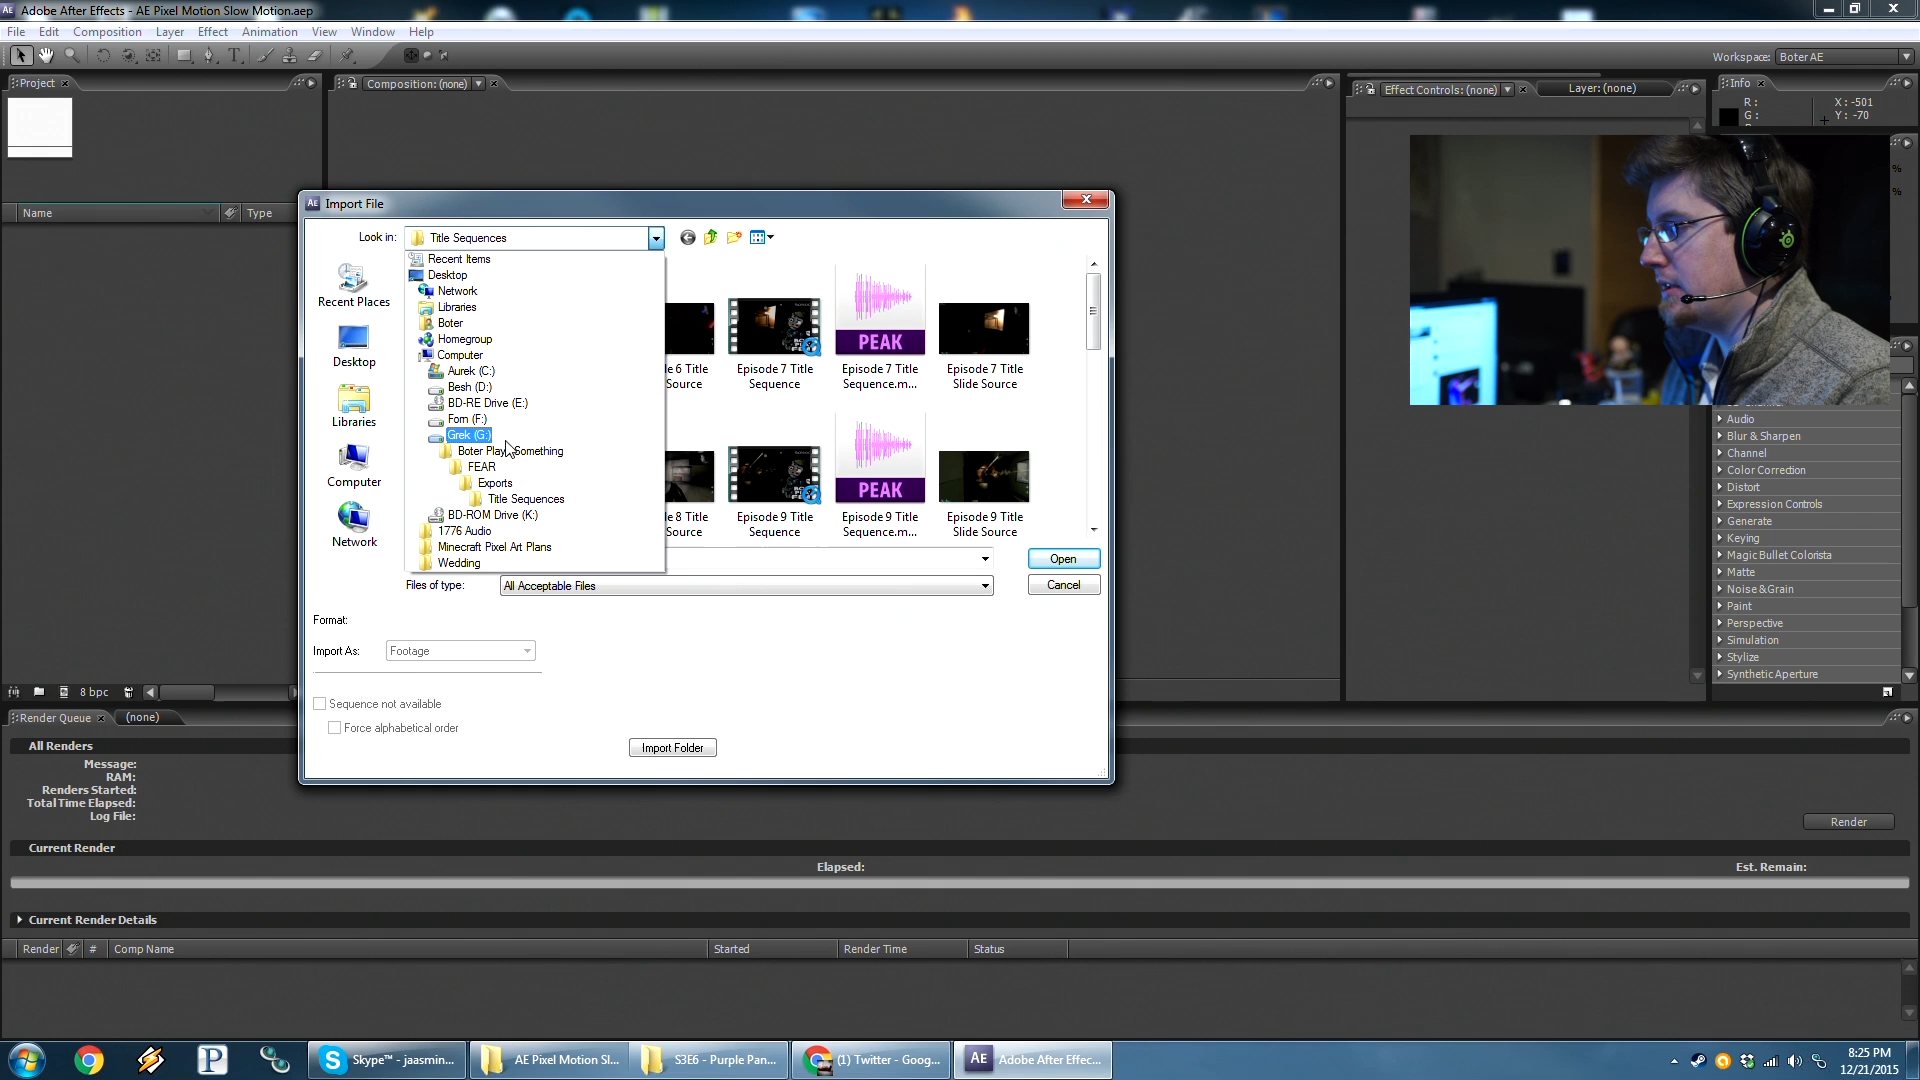 Adobe After Effects - AE Pixel Motion Slow Motion.aep
File Edit Composition Layer Effect Animation View Window Help
Workspace: Boter AE
Project
Composition: (none)
Effect Controls: (none)
Layer: (none)
Info
R :
G :
X : -501
Y : -70
%
%
Name
Type
AE Import File
Look in:
Title Sequences
Recent Items
Desktop
Network
Libraries
Boter
Homegroup
Computer
Aurek (C:)
Besh (D:)
BD-RE Drive (E:)
Forn (F:)
Grek (G:)
Boter Plays Something
FEAR
Exports
Title Sequences
BD-ROM Drive (K:)
1776 Audio
Minecraft Pixel Art Plans
Wedding
Recent Places
Desktop
Libraries
Computer
Network
PEAK
le 6 Title
Source
Episode 7 Title
Sequence
Episode 7 Title
Sequence.m...
Episode 7 Title
Slide Source
PEAK
le 8 Title
Source
Episode 9 Title
Sequence
Episode 9 Title
Sequence.m...
Episode 9 Title
Slide Source
Open
Files of type:
All Acceptable Files
Cancel
Format:
Import As:
Footage
Sequence not available
Force alphabetical order
Import Folder
Audio
Blur & Sharpen
Channel
Color Correction
Distort
Expression Controls
Generate
Keying
Magic Bullet Colorista
Matte
Noise & Grain
Paint
Perspective
Simulation
Stylize
Synthetic Aperture
8 bpc
Render Queue
(none)
All Renders
Message:
RAM:
Renders Started:
Total Time Elapsed:
Log File:
Render
Current Render
Elapsed:
Est. Remain:
Current Render Details
Render
#
Comp Name
Started
Render Time
Status
Skype™ - jaasmin...
AE Pixel Motion Sl...
S3E6 - Purple Pan...
(1) Twitter - Goog...
Adobe After Effec...
8:25 PM
12/21/2015